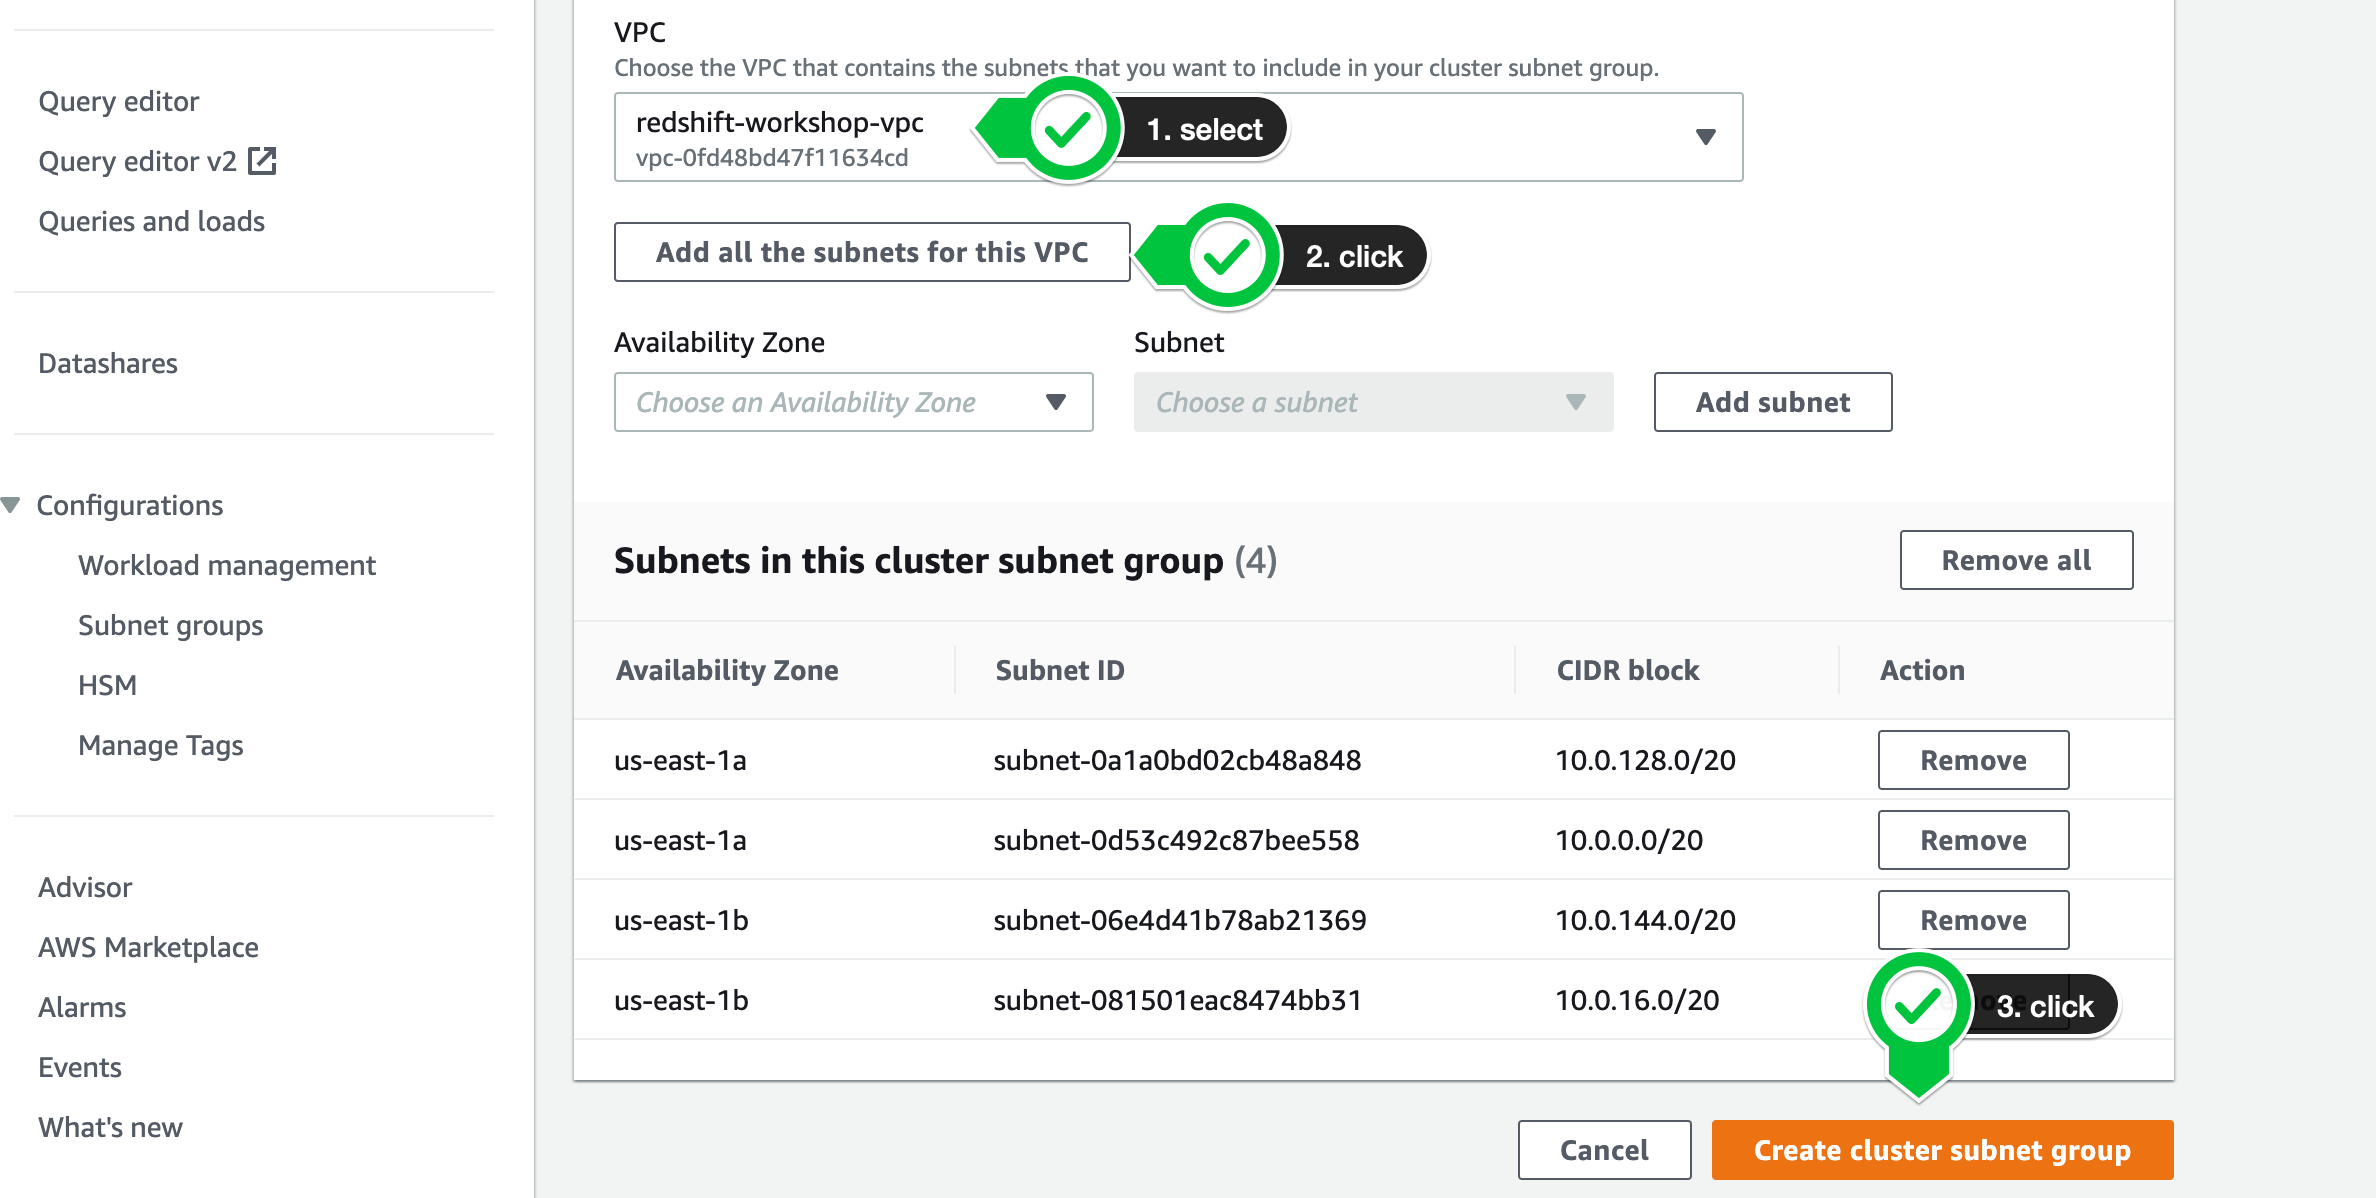 Query editor
Query editor v2
Queries and loads
Datashares
Configurations
Workload management
Subnet groups
HSM
Manage Tags
Advisor
AWS Marketplace
Alarms
Events
What's new
VPC
Choose the VPC that contains the subnets that you want to include in your cluster subnet group.
redshift-workshop-vpc
vpc-0fd48bd47f11634cd
1. select
Add all the subnets for this VPC
2. click
Availability Zone Subnet
Choose an Availability Zone Choose a subnet Add subnet
Subnets in this cluster subnet group (4) Remove all
Availability Zone Subnet ID CIDR block Action
us-east-1a subnet-0a1a0bd02cb48a848 10.0.128.0/20 Remove
us-east-1a subnet-0d53c492c87bee558 10.0.0.0/20 Remove
us-east-1b subnet-06e4d41b78ab21369 10.0.144.0/20 Remove
us-east-1b subnet-081501eac8474bb31 10.0.16.0/20
3. click
Cancel Create cluster subnet group